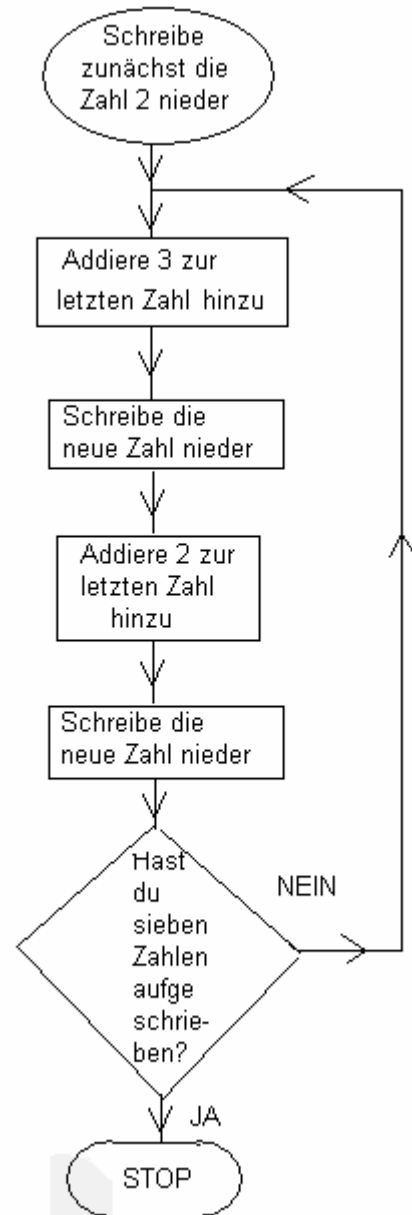 Schreibe
zunächst die
Zahl 2 nieder
Addiere 3 zur
letzten Zahl hinzu
Schreibe die
neue Zahl nieder
Addiere 2 zur
letzten Zahl
hinzu
Schreibe die
neue Zahl nieder
Hast
du
sieben
Zahlen
aufge
schrie-
ben?
NEIN
JA
STOP